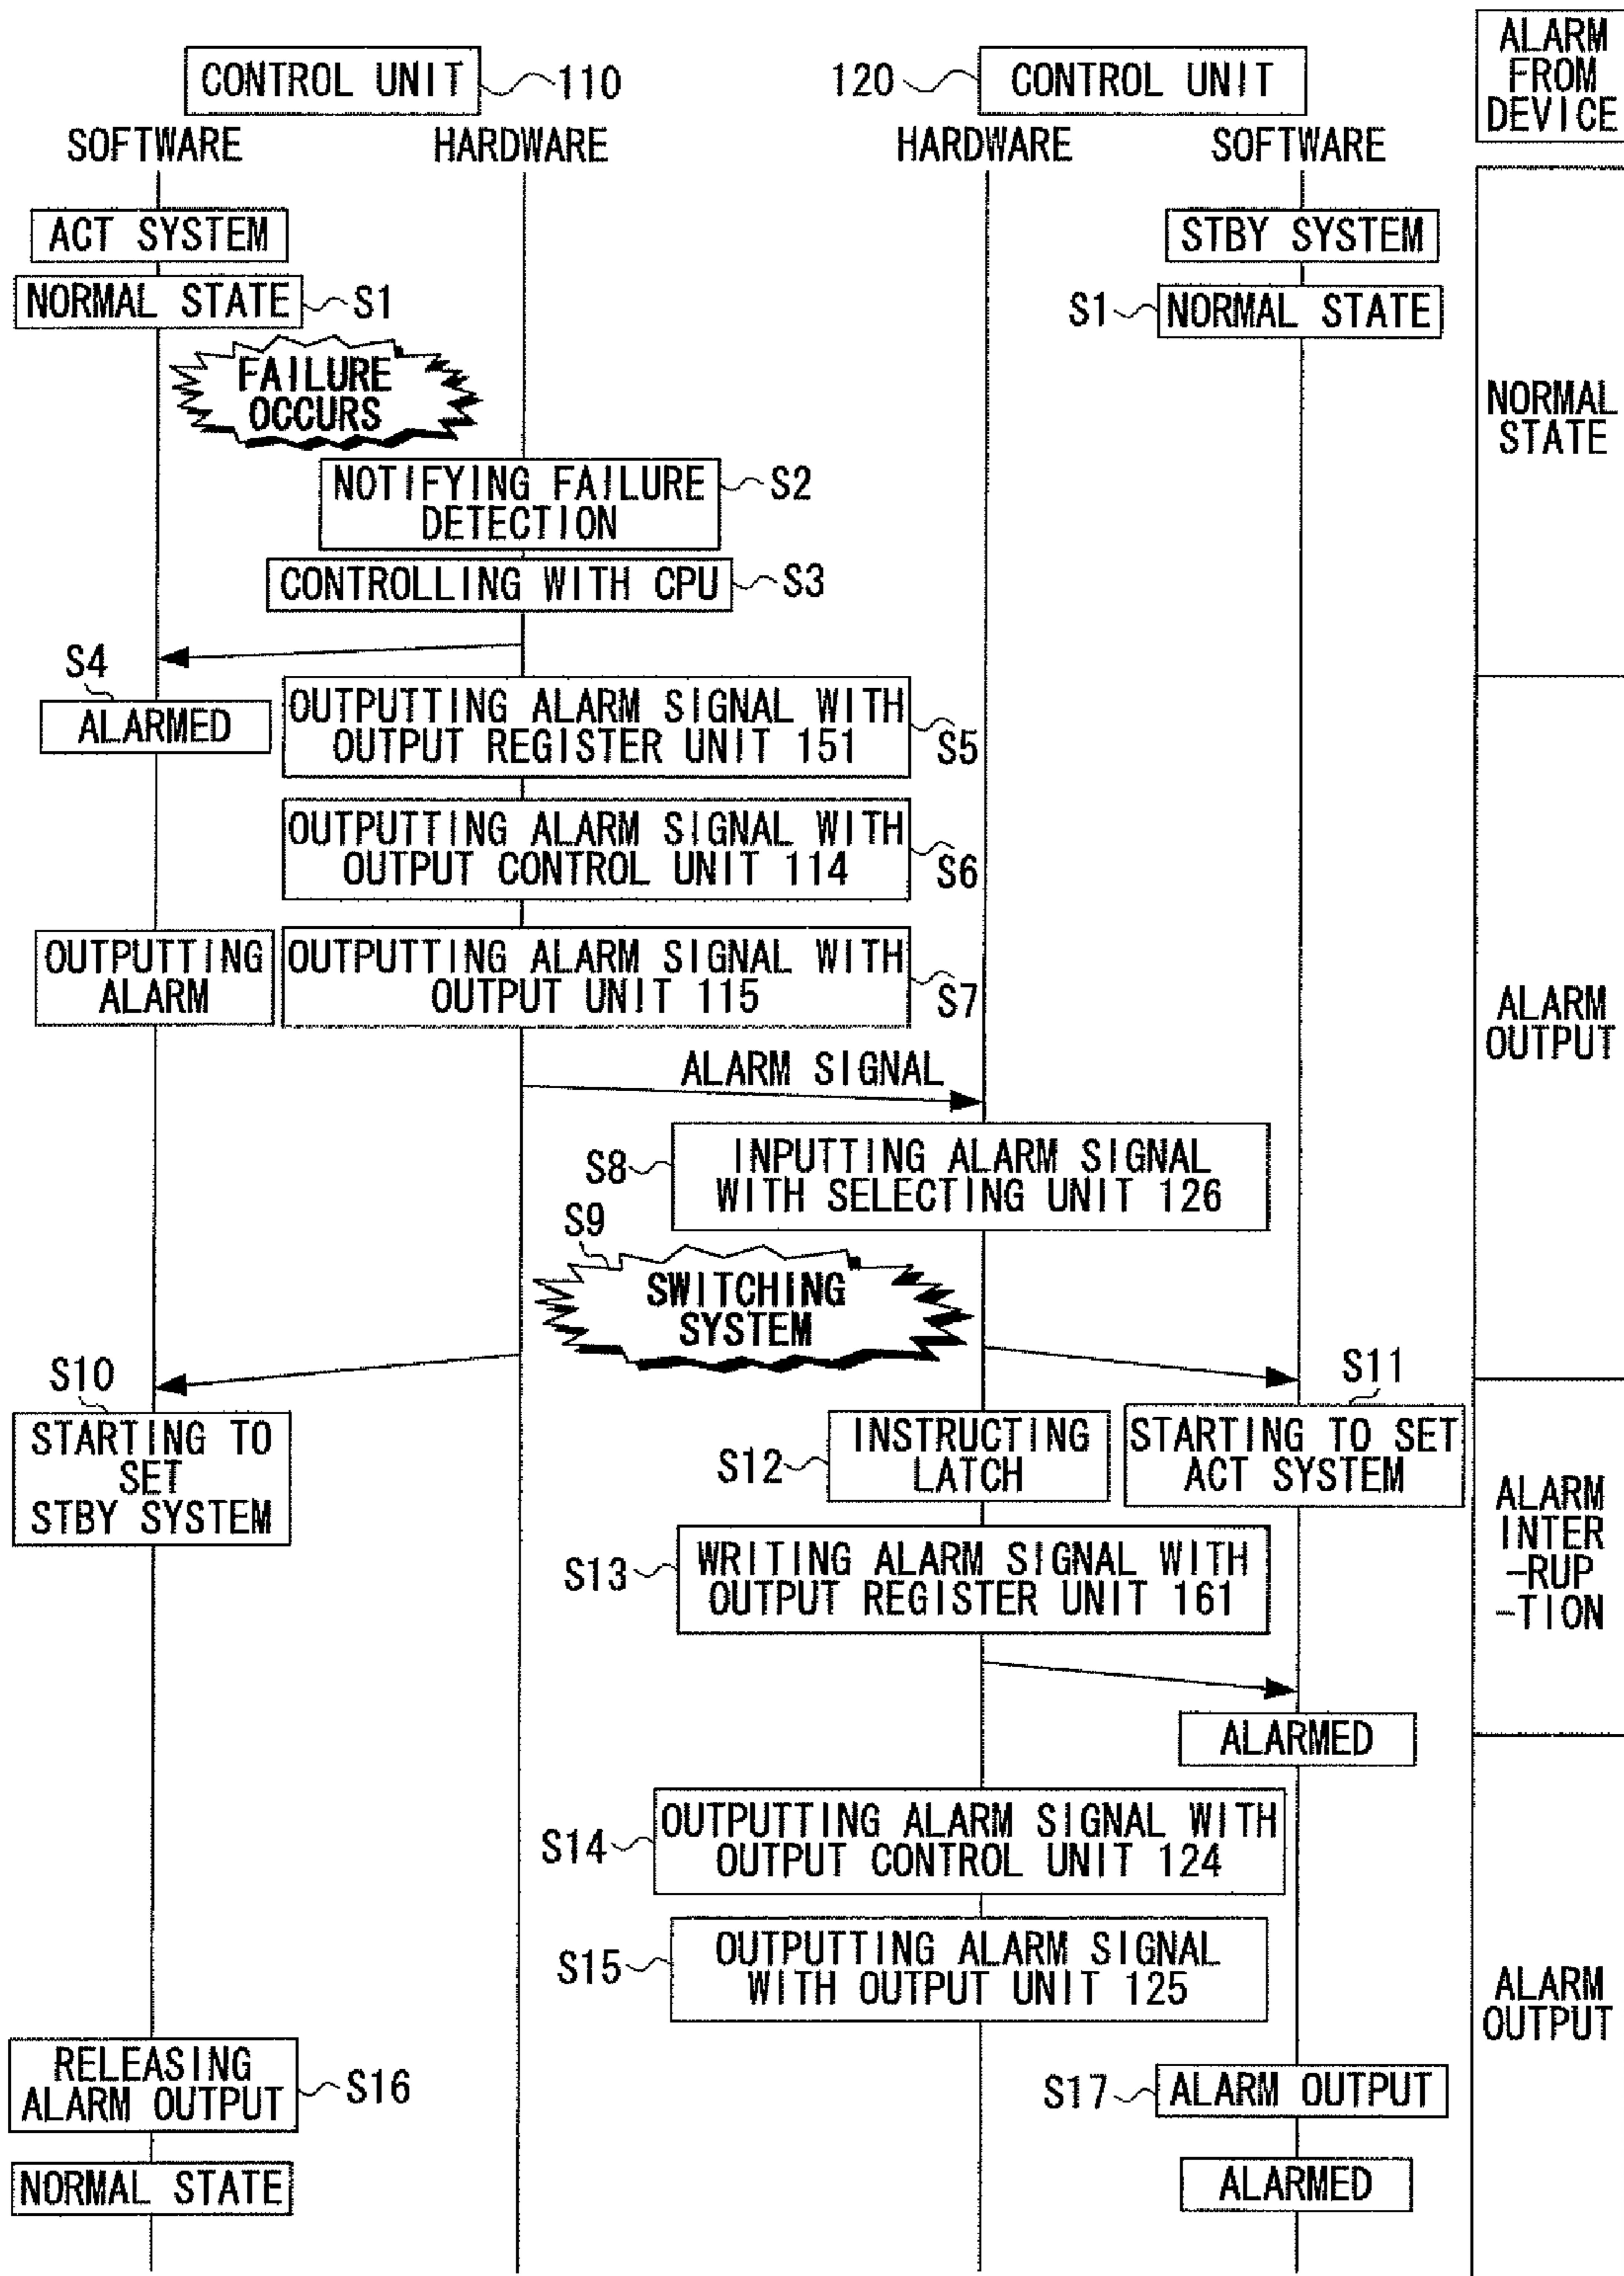 CONTROL UNIT
110
120
CONTROL UNIT
ALARM
FROM
DEVICE
SOFTWARE
HARDWARE
HARDWARE
SOFTWARE
ACT SYSTEM
STBY SYSTEM
NORMAL STATE
S1
S1
NORMAL STATE
FAILURE
OCCURS
NORMAL
STATE
NOTIFYING FAILURE
DETECTION
S2
CONTROLLING WITH CPU
S3
S4
ALARMED
OUTPUTTING ALARM SIGNAL WITH
OUTPUT REGISTER UNIT 151
S5
OUTPUTTING ALARM SIGNAL WITH
OUTPUT CONTROL UNIT 114
S6
OUTPUTTING
ALARM
OUTPUTTING ALARM SIGNAL WITH
OUTPUT UNIT 115
S7
ALARM
OUTPUT
ALARM SIGNAL
S8
INPUTTING ALARM SIGNAL
WITH SELECTING UNIT 126
S9
SWITCHING
SYSTEM
S10
STARTING TO
SET
STBY SYSTEM
S11
STARTING TO SET
ACT SYSTEM
S12
INSTRUCTING
LATCH
ALARM
INTER
-RUP
-TION
S13
WRITING ALARM SIGNAL WITH
OUTPUT REGISTER UNIT 161
ALARMED
S14
OUTPUTTING ALARM SIGNAL WITH
OUTPUT CONTROL UNIT 124
S15
OUTPUTTING ALARM SIGNAL
WITH OUTPUT UNIT 125
ALARM
OUTPUT
RELEASING
ALARM OUTPUT
S16
S17
ALARM OUTPUT
NORMAL STATE
ALARMED